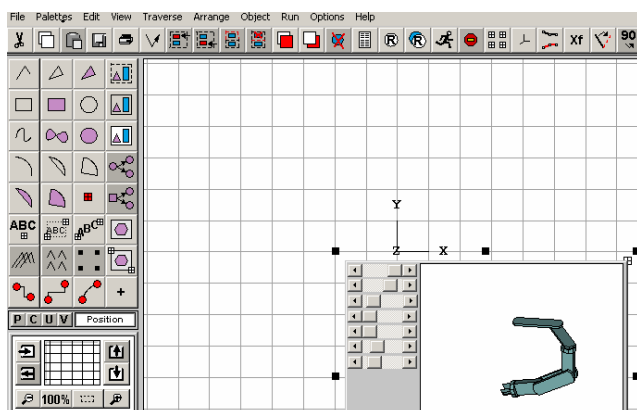 File Palettes Edit View Traverse Arrange Object Run Options Help
® ® Xf 90
ABC ABC ABC
P C U V Position
100%
Y
Z X